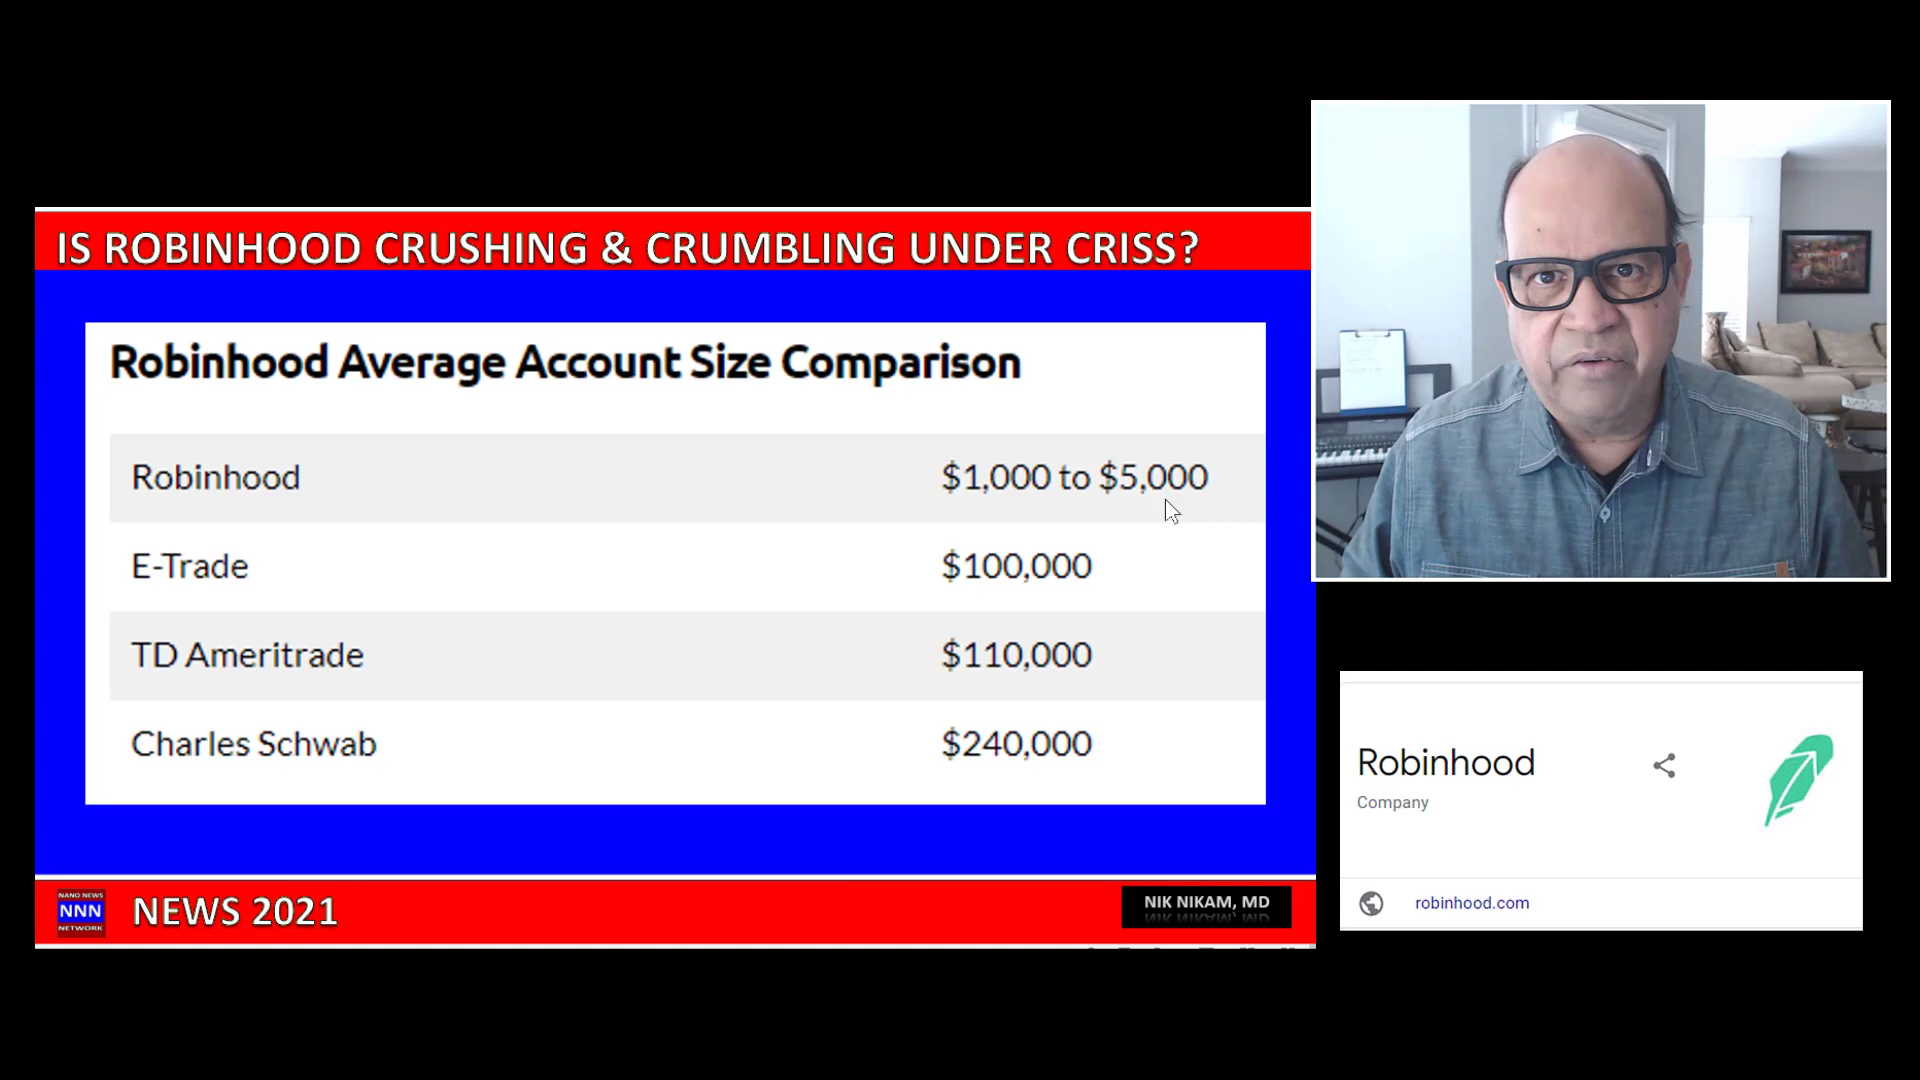 IS ROBINHOOD CRUSHING & CRUMBLING UNDER CRISS?
Robinhood Average Account Size Comparison
Robinhood $1,000 to $5,000
E-Trade $100,000
TD Ameritrade $110,000
Charles Schwab $240,000
NANO NEWS
NNN
NETWORK
NEWS 2021
NIK NIKAM, MD
Robinhood
Company
robinhood.com